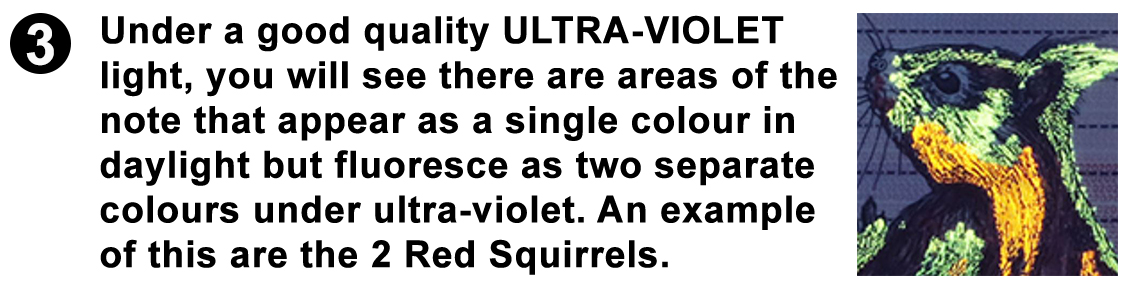 3
Under a good quality ULTRA-VIOLET
light, you will see there are areas of the
note that appear as a single colour in
daylight but fluoresce as two separate
colours under ultra-violet. An example
of this are the 2 Red Squirrels.